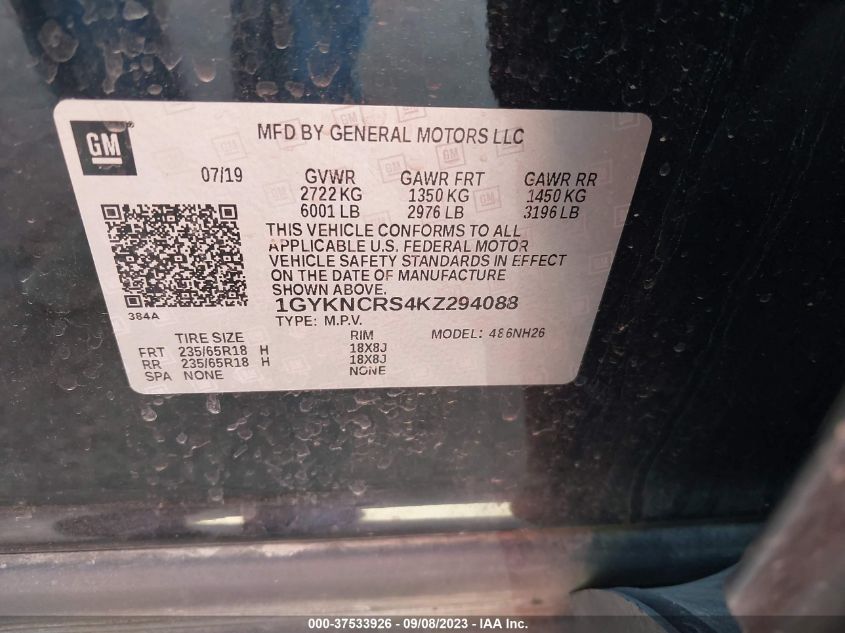 GM
MFD BY GENERAL MOTORS LLC
07/19 GVWR GAWR FRT GAWR RR
2722 KG 1350 KG 1450 KG
6001 LB 2976 LB 3196 LB
THIS VEHICLE CONFORMS TO ALL
APPLICABLE U.S. FEDERAL MOTOR
VEHICLE SAFETY STANDARDS IN EFFECT
ON THE DATE OF MANUFACTURE
SHOWN ABOVE.
384A
1GYKNCRS4KZ294088
TYPE: M.P.V. MODEL: 486NH26
TIRE SIZE RIM
FRT 235/65R18 H 18X8J
RR 235/65R18 H 18X8J
SPA NONE NONE
000-37533926 - 09/08/2023 - IAA Inc.